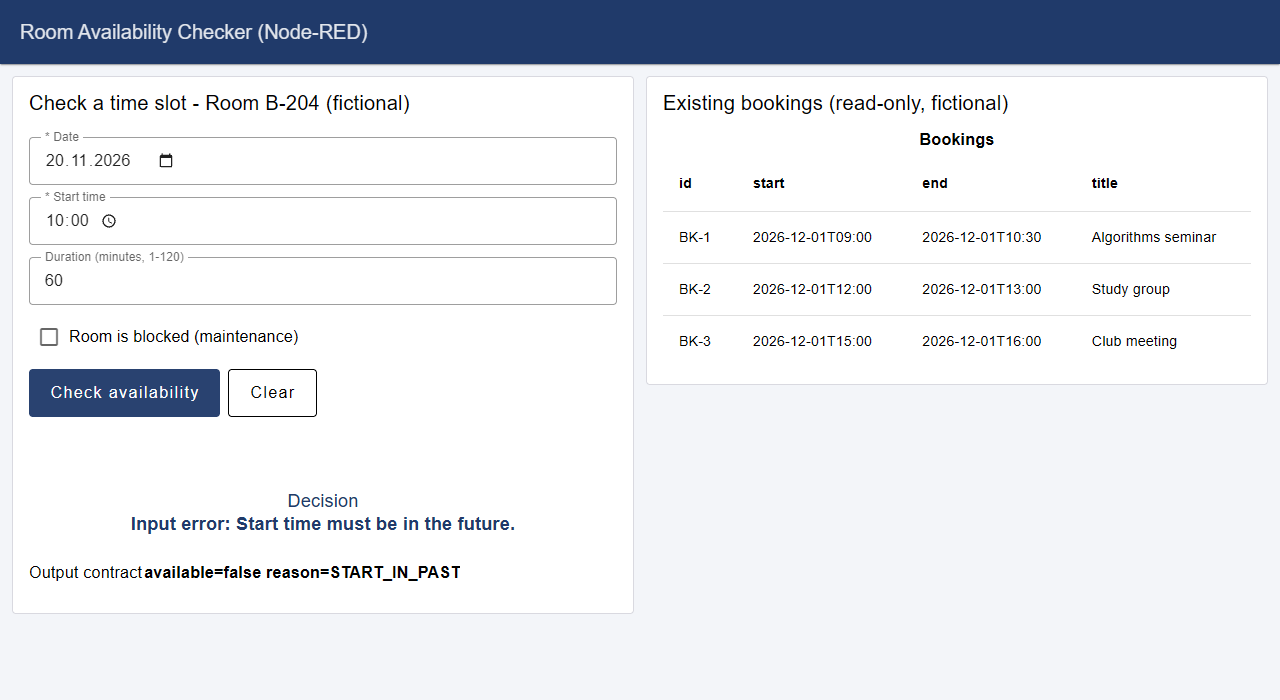 Room Availability Checker (Node-RED)
Check a time slot - Room B-204 (fictional)
* Date
20.11.2026
* Start time
10:00
Duration (minutes, 1-120)
60
Room is blocked (maintenance)
Check availability
Clear
Decision
Input error: Start time must be in the future.
Output contract available=false reason=START_IN_PAST
Existing bookings (read-only, fictional)
Bookings
id start end title
BK-1 2026-12-01T09:00 2026-12-01T10:30 Algorithms seminar
BK-2 2026-12-01T12:00 2026-12-01T13:00 Study group
BK-3 2026-12-01T15:00 2026-12-01T16:00 Club meeting